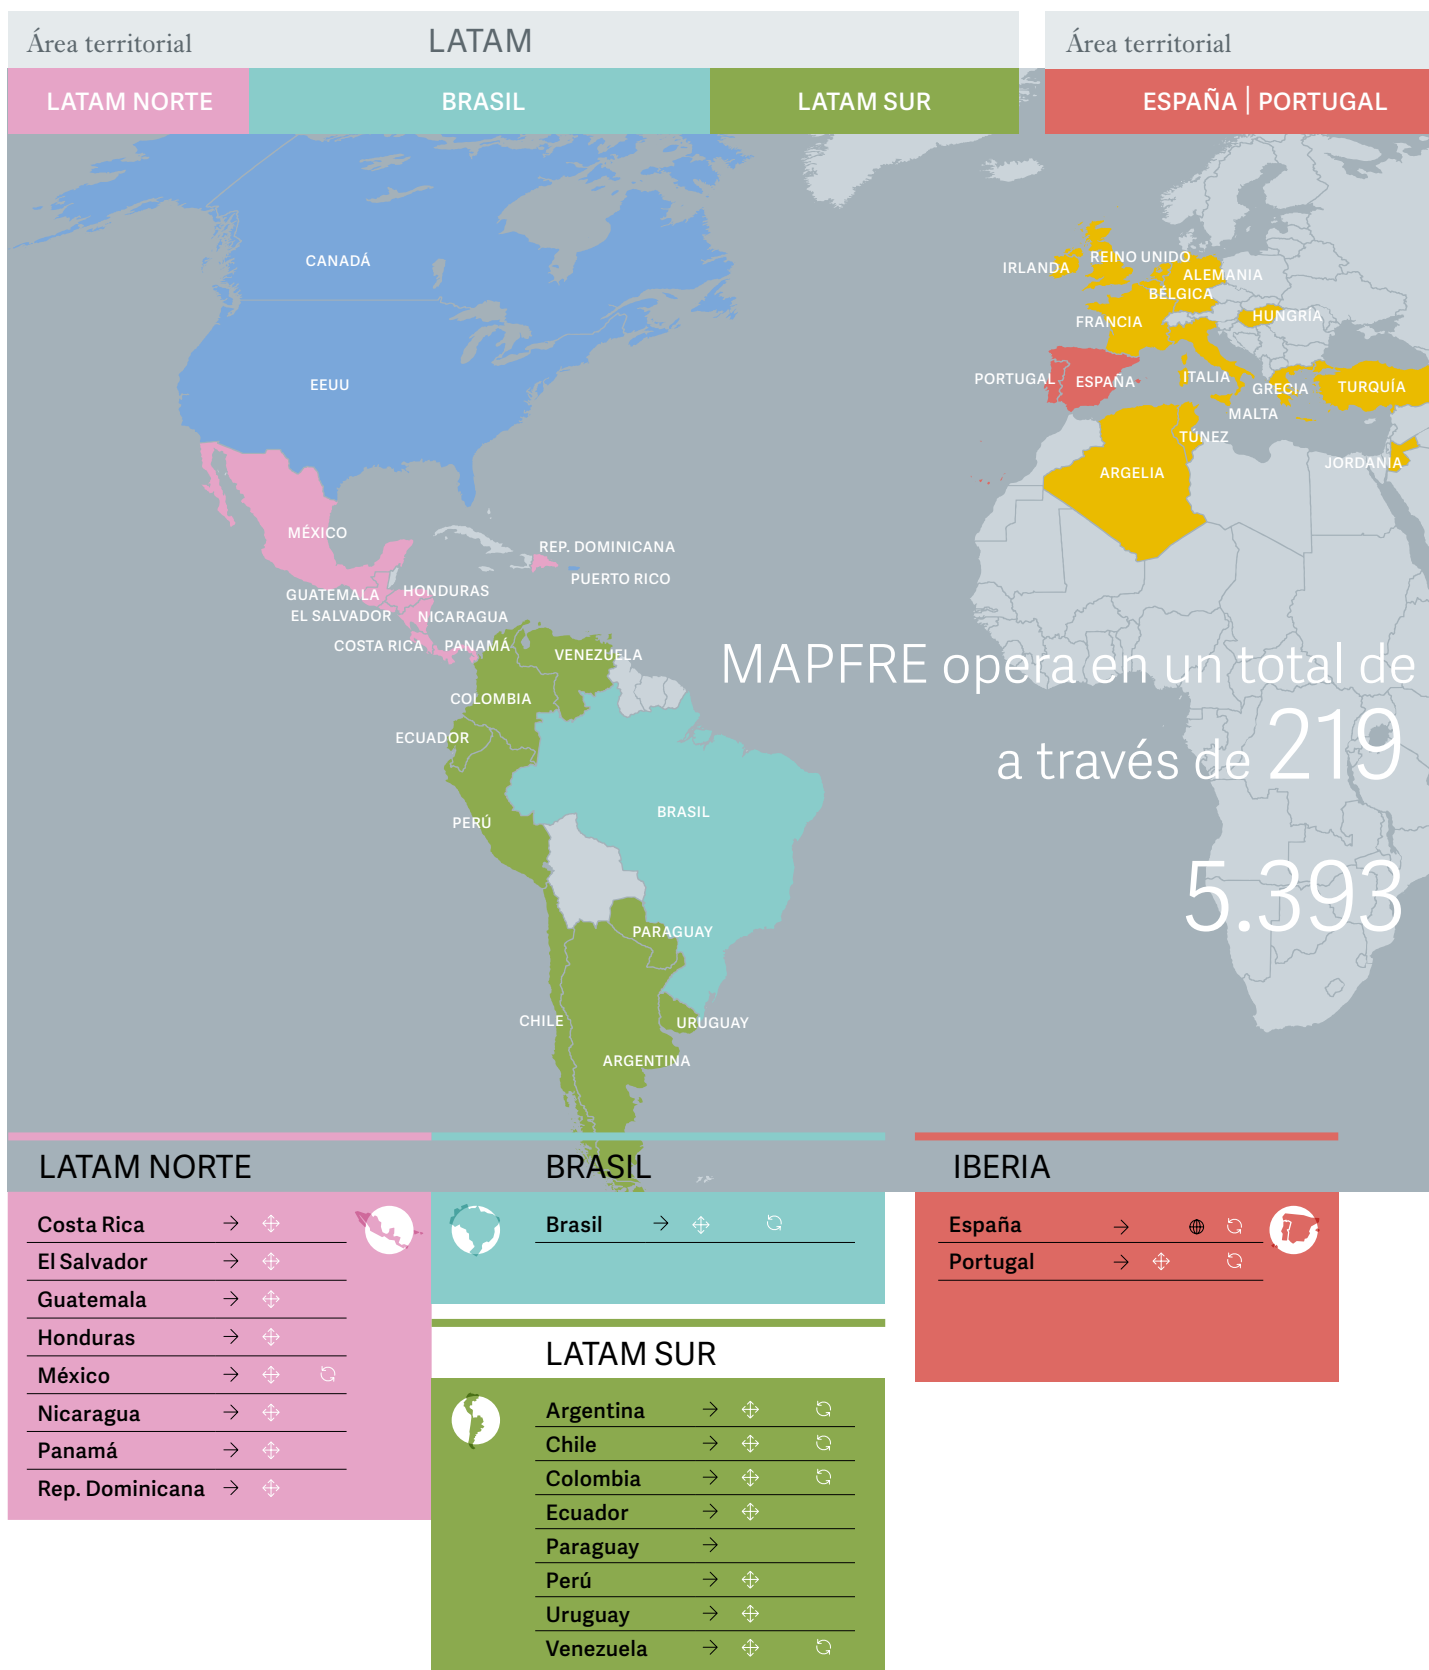 Área territorial
LATAM
Área territorial
LATAM NORTE
BRASIL
LATAM SUR
ESPAÑA | PORTUGAL
CANADÁ
EEUU
MÉXICO
REP. DOMINICANA
PUERTO RICO
GUATEMALA
HONDURAS
EL SALVADOR
NICARAGUA
COSTA RICA
PANAMÁ
VENEZUELA
COLOMBIA
ECUADOR
PERÚ
BRASIL
PARAGUAY
CHILE
URUGUAY
ARGENTINA
IRLANDA
REINO UNIDO
ALEMANIA
BÉLGICA
FRANCIA
HUNGRÍA
PORTUGAL
ESPAÑA
ITALIA
GRECIA
TURQUÍA
MALTA
TÚNEZ
JORDANIA
ARGELIA
MAPFRE opera en un total de
a través de 219
5.393
LATAM NORTE
Costa Rica
El Salvador
Guatemala
Honduras
México
Nicaragua
Panamá
Rep. Dominicana
BRASIL
Brasil
LATAM SUR
Argentina
Chile
Colombia
Ecuador
Paraguay
Perú
Uruguay
Venezuela
IBERIA
España
Portugal